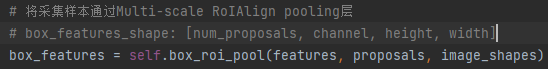 # 将采集样本通过Multi-scale RoIAlign pooling层
# box_features_shape: [num_proposals, channel, height, width]
box_features = self.box_roi_pool(features, proposals, image_shapes)